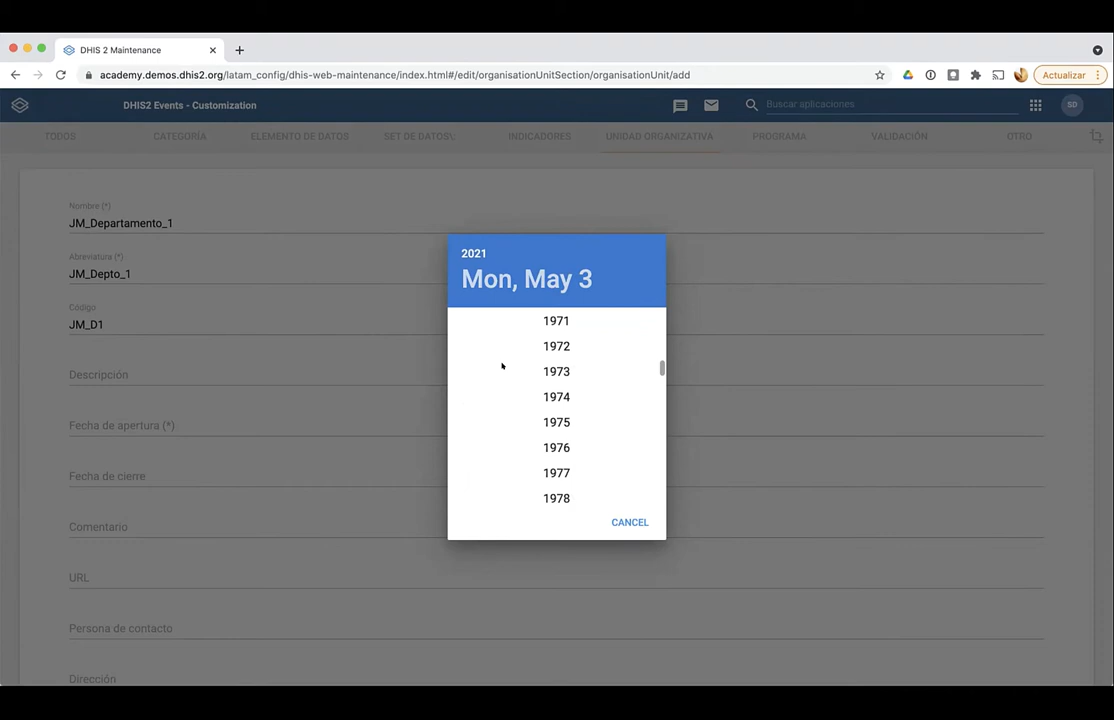 DHIS 2 Maintenance
academy.demos.dhis2.org/latam_config/dhis-web-maintenance/index.html#/edit/organisationUnitSection/organisationUnit/add
Actualizar
DHIS2 Events - Customization
Buscar aplicaciones
SD
TODOS
CATEGORÍA
ELEMENTO DE DATOS
SET DE DATOS\:
INDICADORES
UNIDAD ORGANIZATIVA
PROGRAMA
VALIDACIÓN
OTRO
Nombre (*)
JM_Departamento_1
Abreviatura (*)
JM_Depto_1
Código
JM_D1
Descripción
Fecha de apertura (*)
Fecha de cierre
Comentario
URL
Persona de contacto
Dirección
2021
Mon, May 3
1971
1972
1973
1974
1975
1976
1977
1978
CANCEL